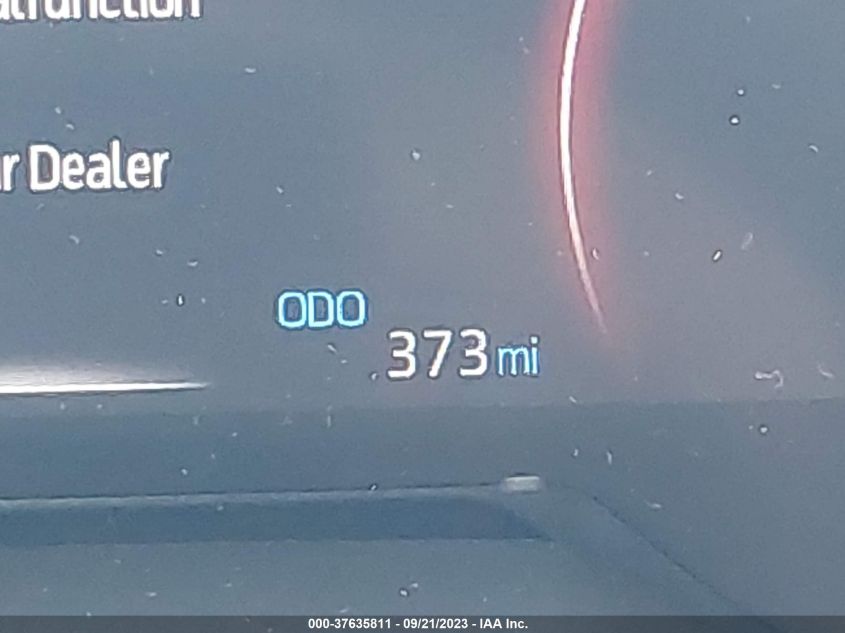 r Dealer
ODO
373 mi
000-37635811 - 09/21/2023 - IAA Inc.